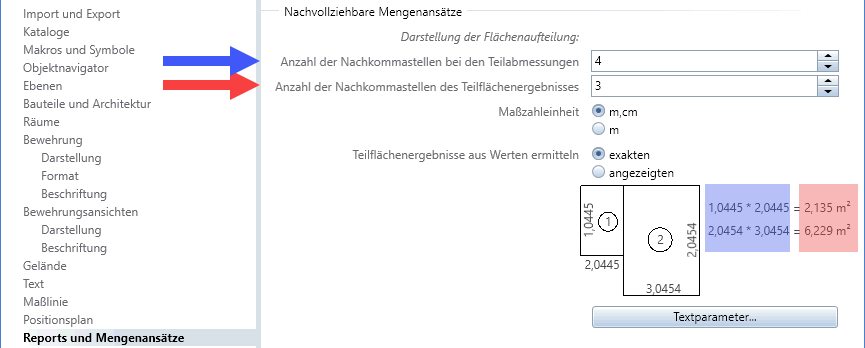 Import und Export
Kataloge
Makros und Symbole
Objektnavigator
Ebenen
Bauteile und Architektur
Räume
Bewehrung
Darstellung
Format
Beschriftung
Bewehrungsansichten
Darstellung
Beschriftung
Gelände
Text
Maßlinie
Positionsplan
Reports und Mengenansätze
Nachvollziehbare Mengenansätze
Darstellung der Flächenaufteilung:
Anzahl der Nachkommastellen bei den Teilabmessungen 4
Anzahl der Nachkommastellen des Teilflächenergebnisses 3
Maßzahleinheit m,cm
m
Teilflächenergebnisse aus Werten ermitteln exakten
angezeigten
1,0445
1
2,0445
2
2,0454
3,0454
1,0445 * 2,0445 = 2,135 m²
2,0454 * 3,0454 = 6,229 m²
Textparameter...